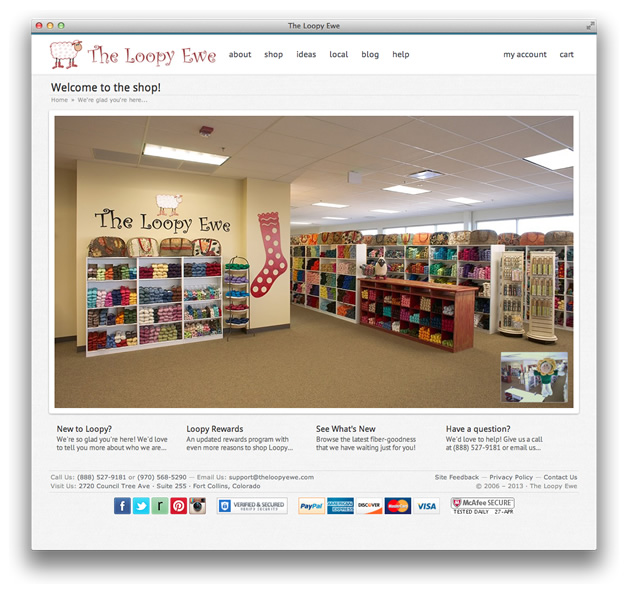 The Loopy Ewe
The Loopy Ewe
about shop ideas local blog help my account cart
Welcome to the shop!
Home » We're glad you're here...
The Loopy Ewe
New to Loopy?
We're so glad you're here! We'd love
to tell you more about who we are...
Loopy Rewards
An updated rewards program with
even more reasons to shop Loopy...
See What's New
Browse the latest fiber-goodness
that we have waiting just for you!
Have a question?
We'd love to help! Give us a call
at (888) 527-9181 or email us...
Call Us: (888) 527-9181 or (970) 568-5290 — Email Us: support@theloopyewe.com
Visit Us: 2720 Council Tree Ave · Suite 255 · Fort Collins, Colorado
Site Feedback — Privacy Policy — Contact Us
© 2006 – 2013 · The Loopy Ewe
f
r
VERIFIED & SECURED
VERIFY SECURITY
PayPal
AMERICAN EXPRESS
DISCOVER
MasterCard
VISA
McAfee SECURE
TESTED DAILY 27-APR